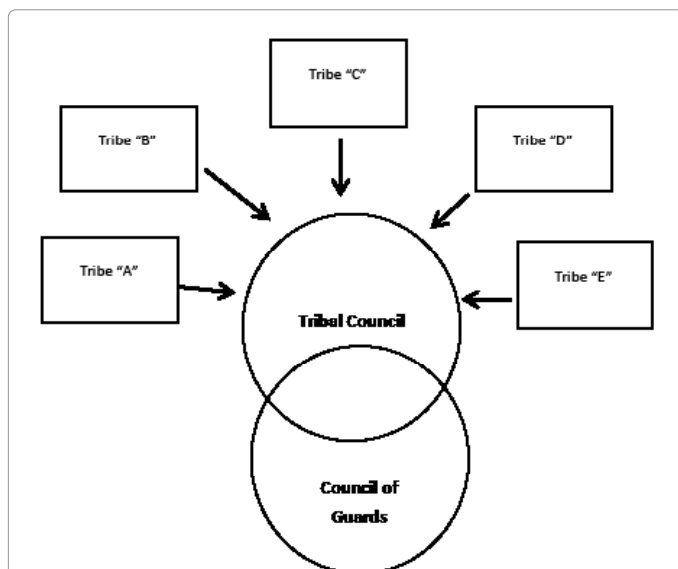 Tribe “C”
Tribe “B”
Tribe “D”
Tribe “A”
Tribe “E”
Tribal Council
Council of
Guards